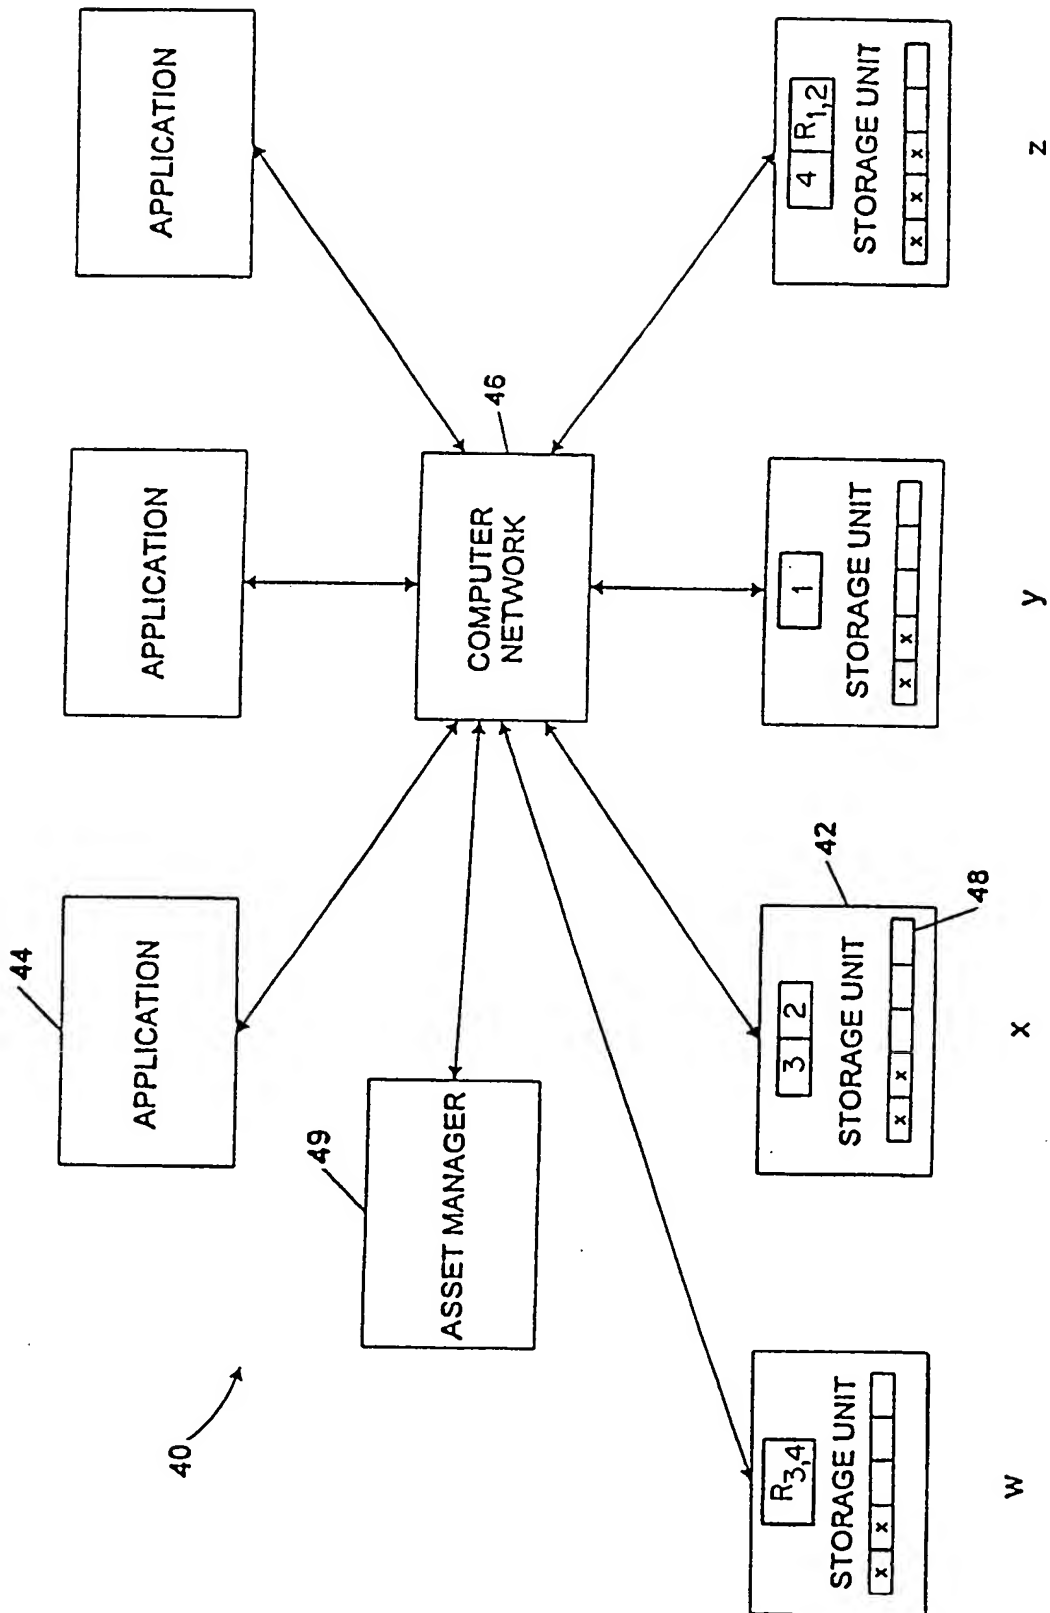 44
APPLICATION
APPLICATION
APPLICATION
40
49
ASSET MANAGER
COMPUTER
NETWORK
46
R3,4
STORAGE UNIT
x x
w
3 2
STORAGE UNIT
x x
42
48
x
1
STORAGE UNIT
x x
y
4 R1,2
STORAGE UNIT
x x x
z